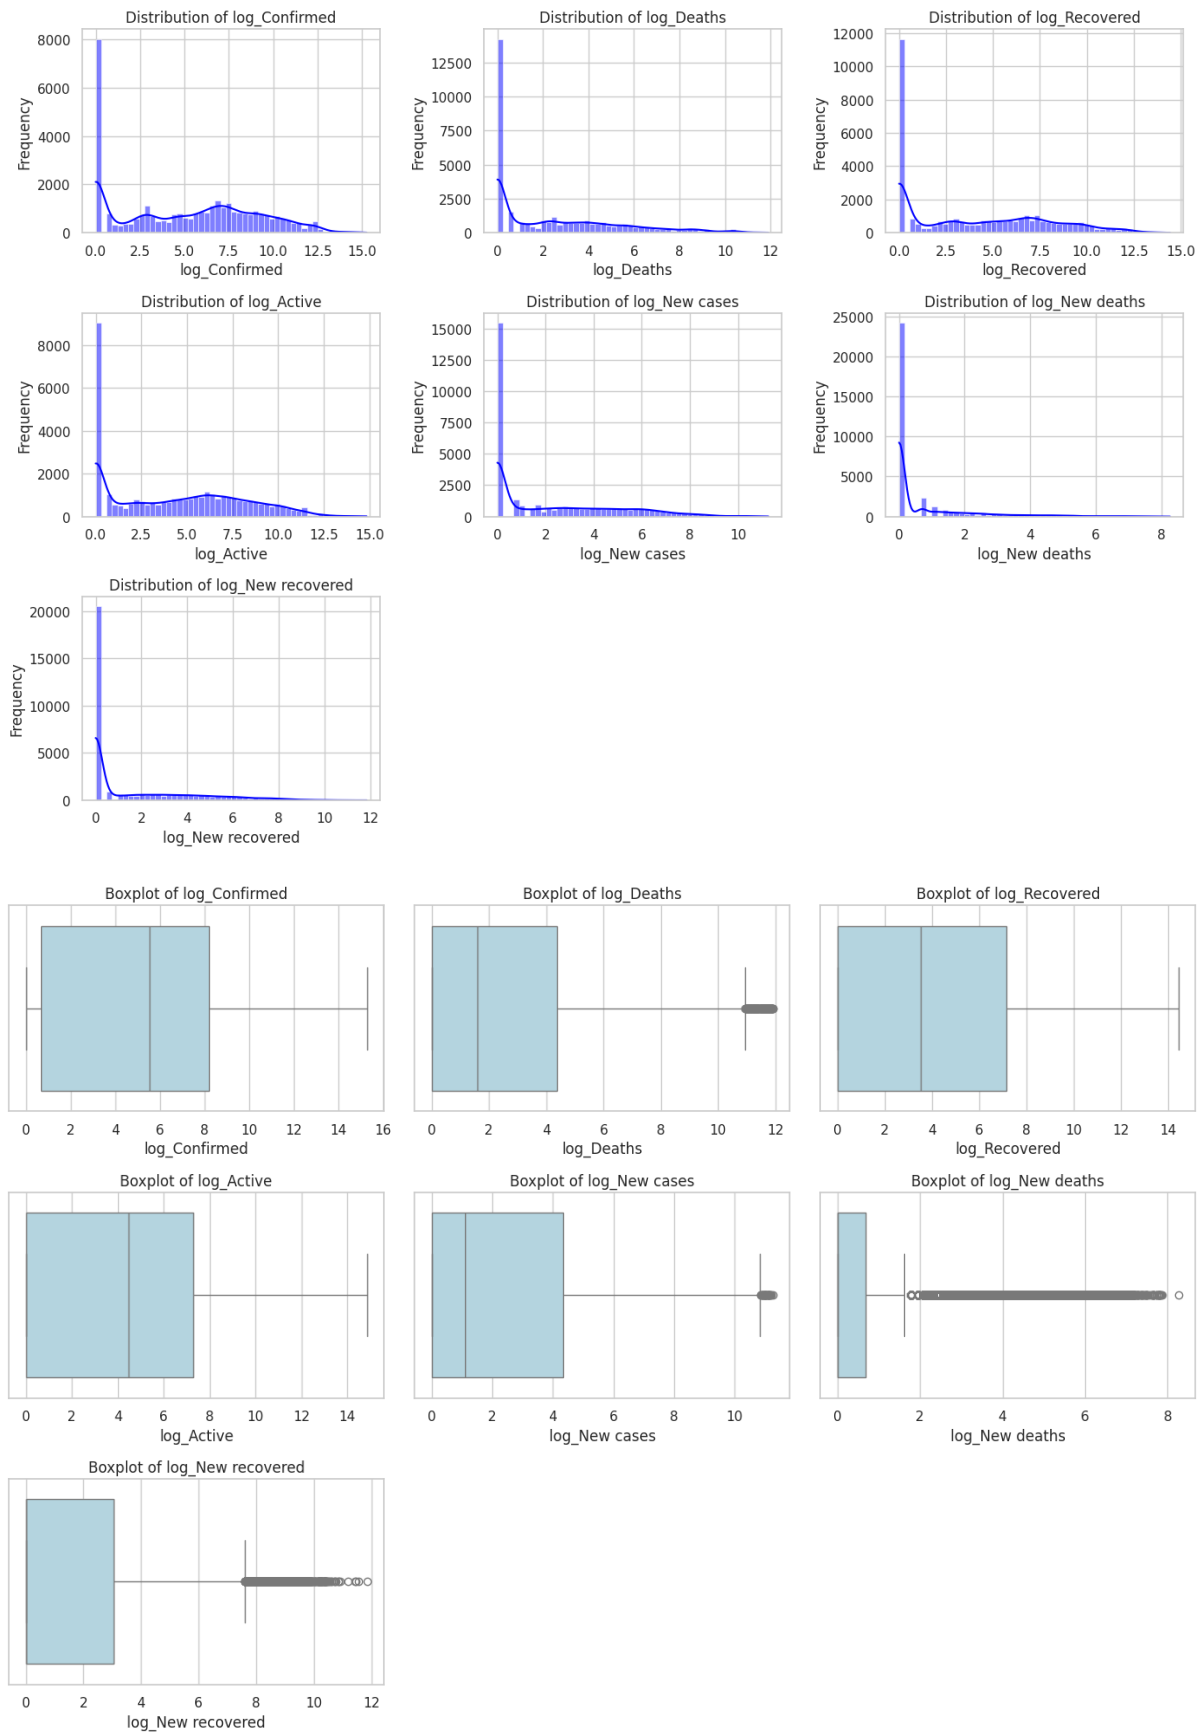 Distribution of log_Confirmed
Distribution of log_Deaths
Distribution of log_Recovered
Frequency
8000
6000
4000
2000
0
0.0 2.5 5.0 7.5 10.0 12.5 15.0
log_Confirmed
Frequency
12500
10000
7500
5000
2500
0
0 2 4 6 8 10 12
log_Deaths
Frequency
12000
10000
8000
6000
4000
2000
0
0.0 2.5 5.0 7.5 10.0 12.5 15.0
log_Recovered
Distribution of log_Active
Distribution of log_New cases
Distribution of log_New deaths
Frequency
8000
6000
4000
2000
0
0.0 2.5 5.0 7.5 10.0 12.5 15.0
log_Active
Frequency
15000
12500
10000
7500
5000
2500
0
0 2 4 6 8 10
log_New cases
Frequency
25000
20000
15000
10000
5000
0
0 2 4 6 8
log_New deaths
Distribution of log_New recovered
Frequency
20000
15000
10000
5000
0
0 2 4 6 8 10 12
log_New recovered
Boxplot of log_Confirmed
Boxplot of log_Deaths
Boxplot of log_Recovered
0 2 4 6 8 10 12 14 16
log_Confirmed
0 2 4 6 8 10 12
log_Deaths
0 2 4 6 8 10 12 14
log_Recovered
Boxplot of log_Active
Boxplot of log_New cases
Boxplot of log_New deaths
0 2 4 6 8 10 12 14
log_Active
0 2 4 6 8 10
log_New cases
0 2 4 6 8
log_New deaths
Boxplot of log_New recovered
0 2 4 6 8 10 12
log_New recovered